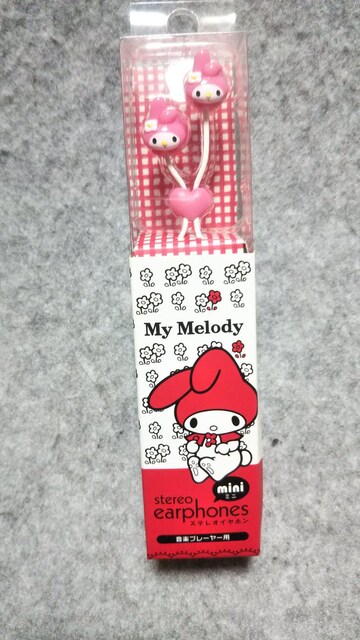 My Melody
mini
ミニ
stereo
earphones
ステレオイヤホン
音楽プレーヤー用